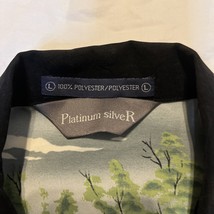 L 100% POLYESTER/POLYESTER L
Platinum silveR